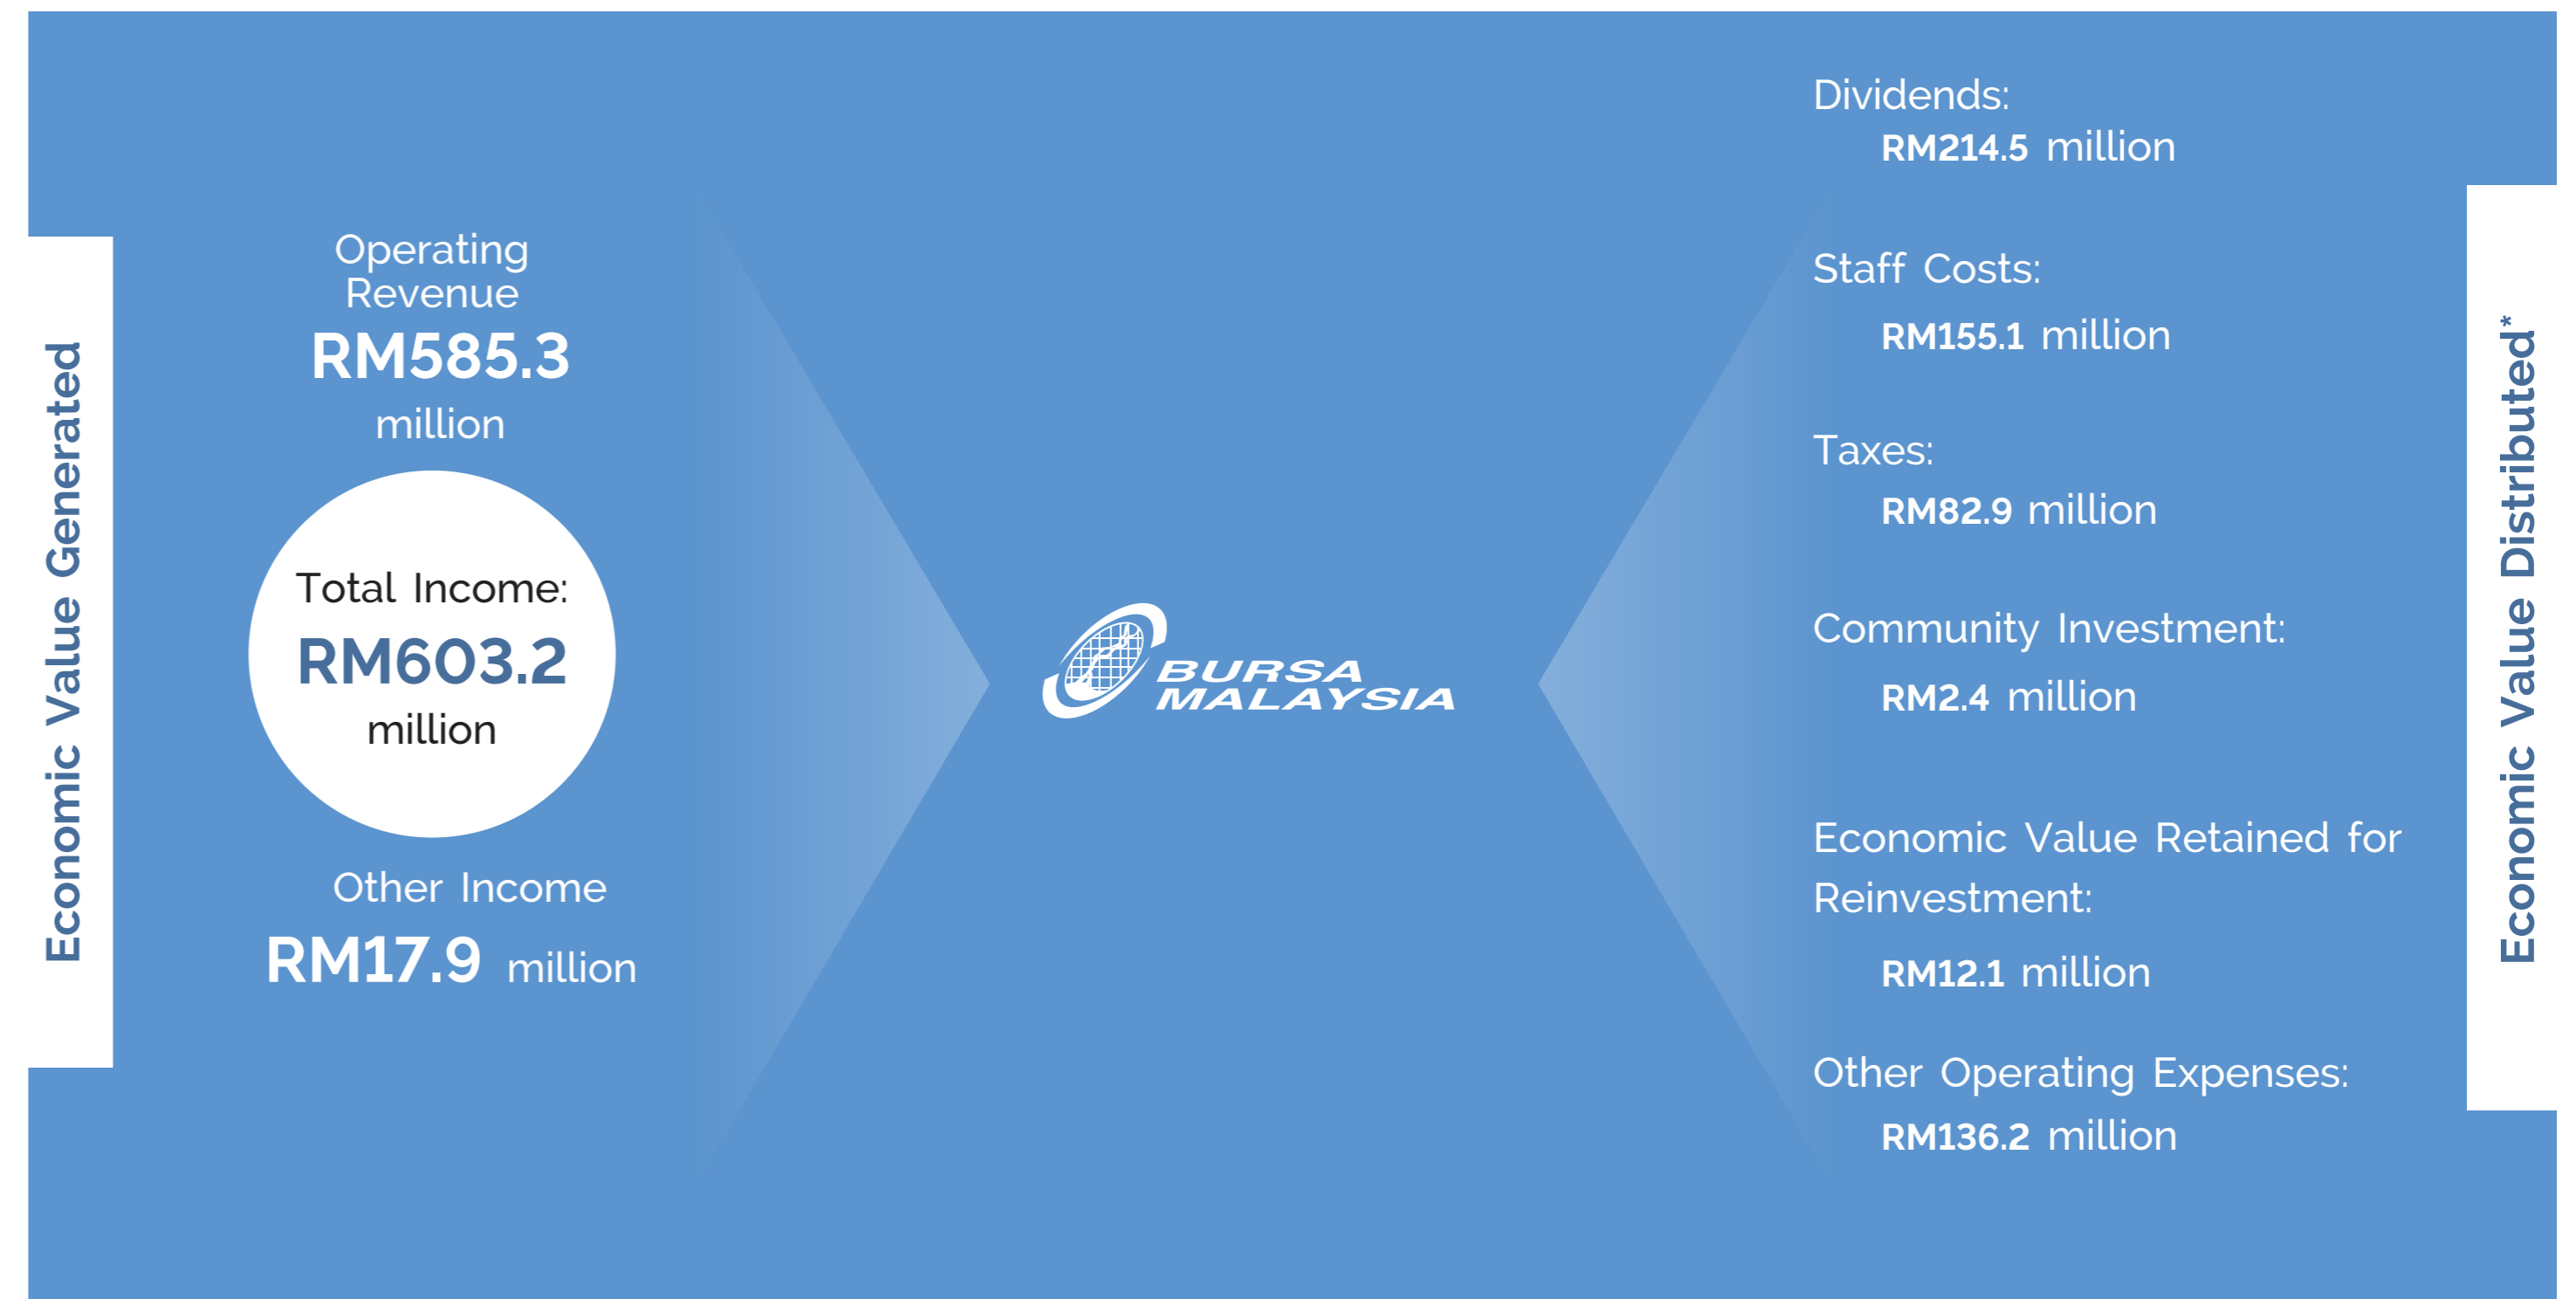 Economic Value Generated
Operating
Revenue
RM585.3
million
Total Income:
RM603.2
million
Other Income
RM17.9 million
BURSA
MALAYSIA
Dividends:
RM214.5 million
Staff Costs:
RM155.1 million
Taxes:
RM82.9 million
Community Investment:
RM2.4 million
Economic Value Retained for
Reinvestment:
RM12.1 million
Other Operating Expenses:
RM136.2 million
Economic Value Distributed*